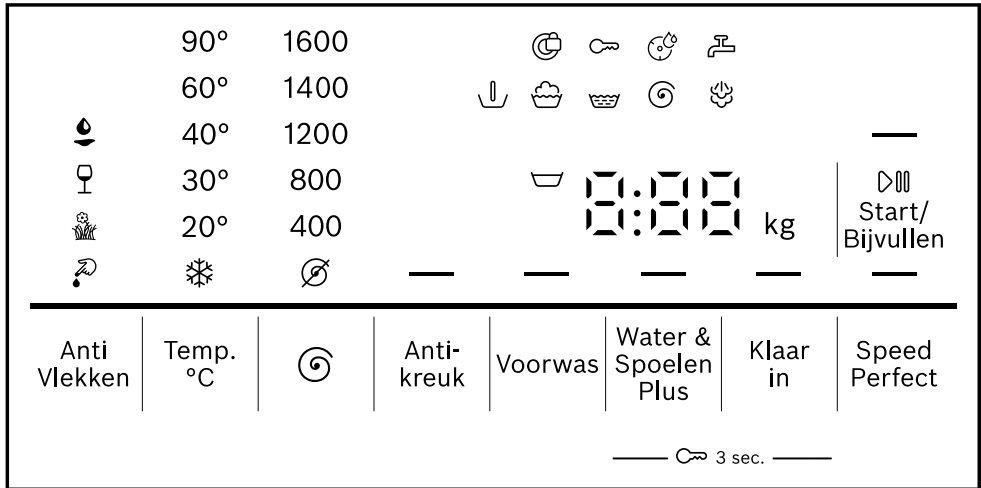 90° 1600
60° 1400
40° 1200
30° 800
20° 400
8:88 kg
Start/
Bijvullen
Anti
Vlekken
Temp.
°C
Anti-
kreuk
Voorwas
Water &
Spoelen
Plus
Klaar
in
Speed
Perfect
3 sec.